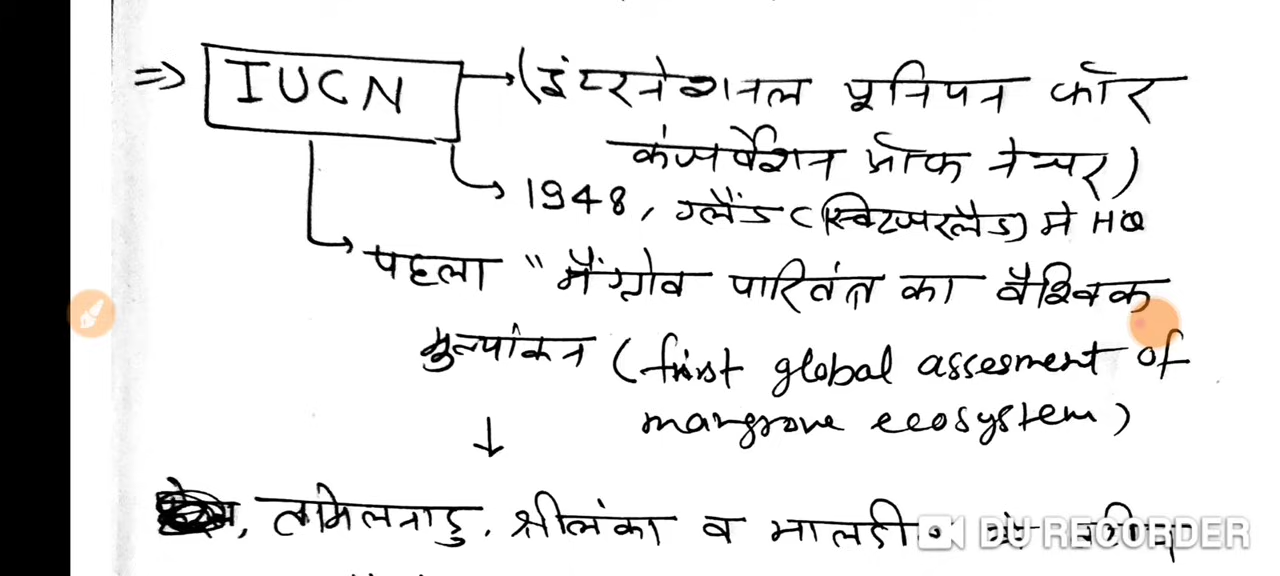 => IUCN → (इंटरनेशनल यूनियन फॉर
कंजर्वेशन ऑफ नेचर)
→ 1948, ग्लैंड (स्विटजरलैंड) में HQ
→ पहला " मैंग्रोव पारितंत्र का वैश्विक
मुल्यांकन (first global assesment of
mangrove ecosystem)
↓
, तमिलनाडु, श्रीलंका व मालदी
DU RECORDER